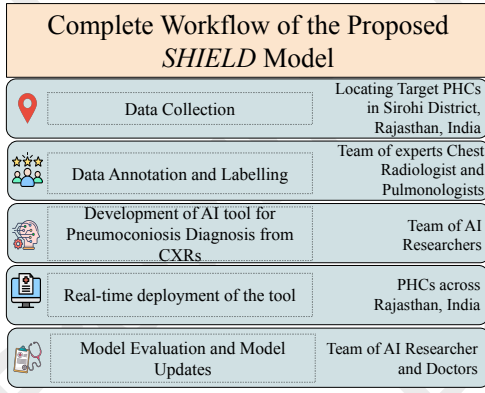 Complete Workflow of the Proposed
SHIELD Model
Data Collection
Locating Target PHCs
in Sirohi District,
Rajasthan, India
Data Annotation and Labelling
Team of experts Chest
Radiologist and
Pulmonologists
Development of AI tool for
Pneumoconiosis Diagnosis from
CXRs
Team of AI
Researchers
Real-time deployment of the tool
PHCs across
Rajasthan, India
Model Evaluation and Model
Updates
Team of AI Researcher
and Doctors